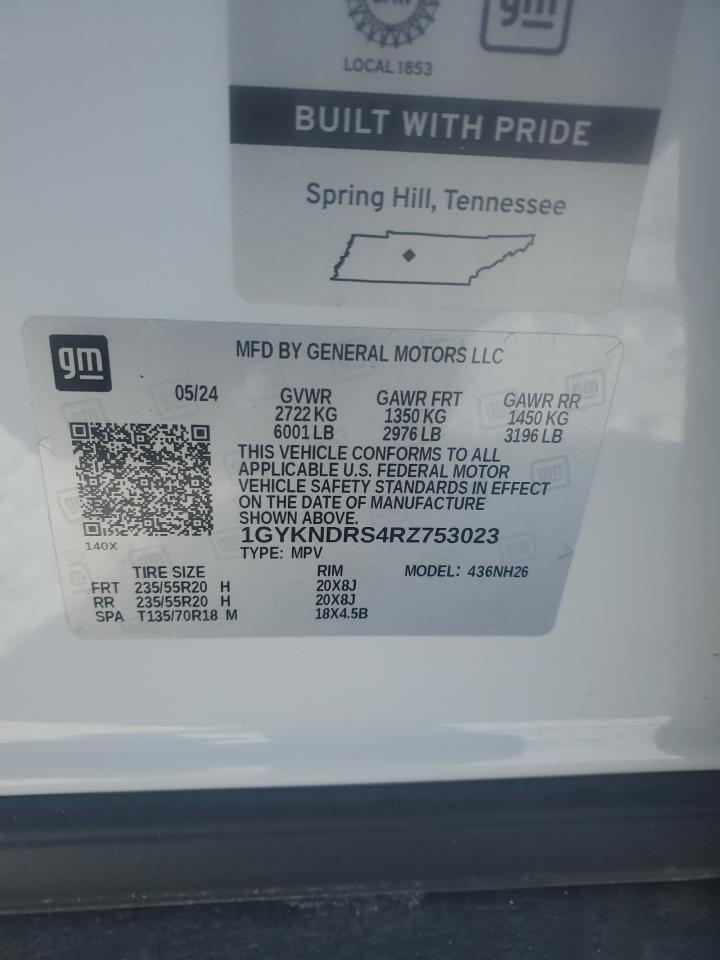 LOCAL 1853
gm
BUILT WITH PRIDE
Spring Hill, Tennessee
gm
MFD BY GENERAL MOTORS LLC
05/24 GVWR GAWR FRT GAWR RR
2722 KG 1350 KG 1450 KG
6001 LB 2976 LB 3196 LB
THIS VEHICLE CONFORMS TO ALL
APPLICABLE U.S. FEDERAL MOTOR
VEHICLE SAFETY STANDARDS IN EFFECT
ON THE DATE OF MANUFACTURE
SHOWN ABOVE.
1GYKNDRS4RZ753023
140X
TYPE: MPV
TIRE SIZE RIM MODEL: 436NH26
FRT 235/55R20 H 20X8J
RR 235/55R20 H 20X8J
SPA T135/70R18 M 18X4.5B